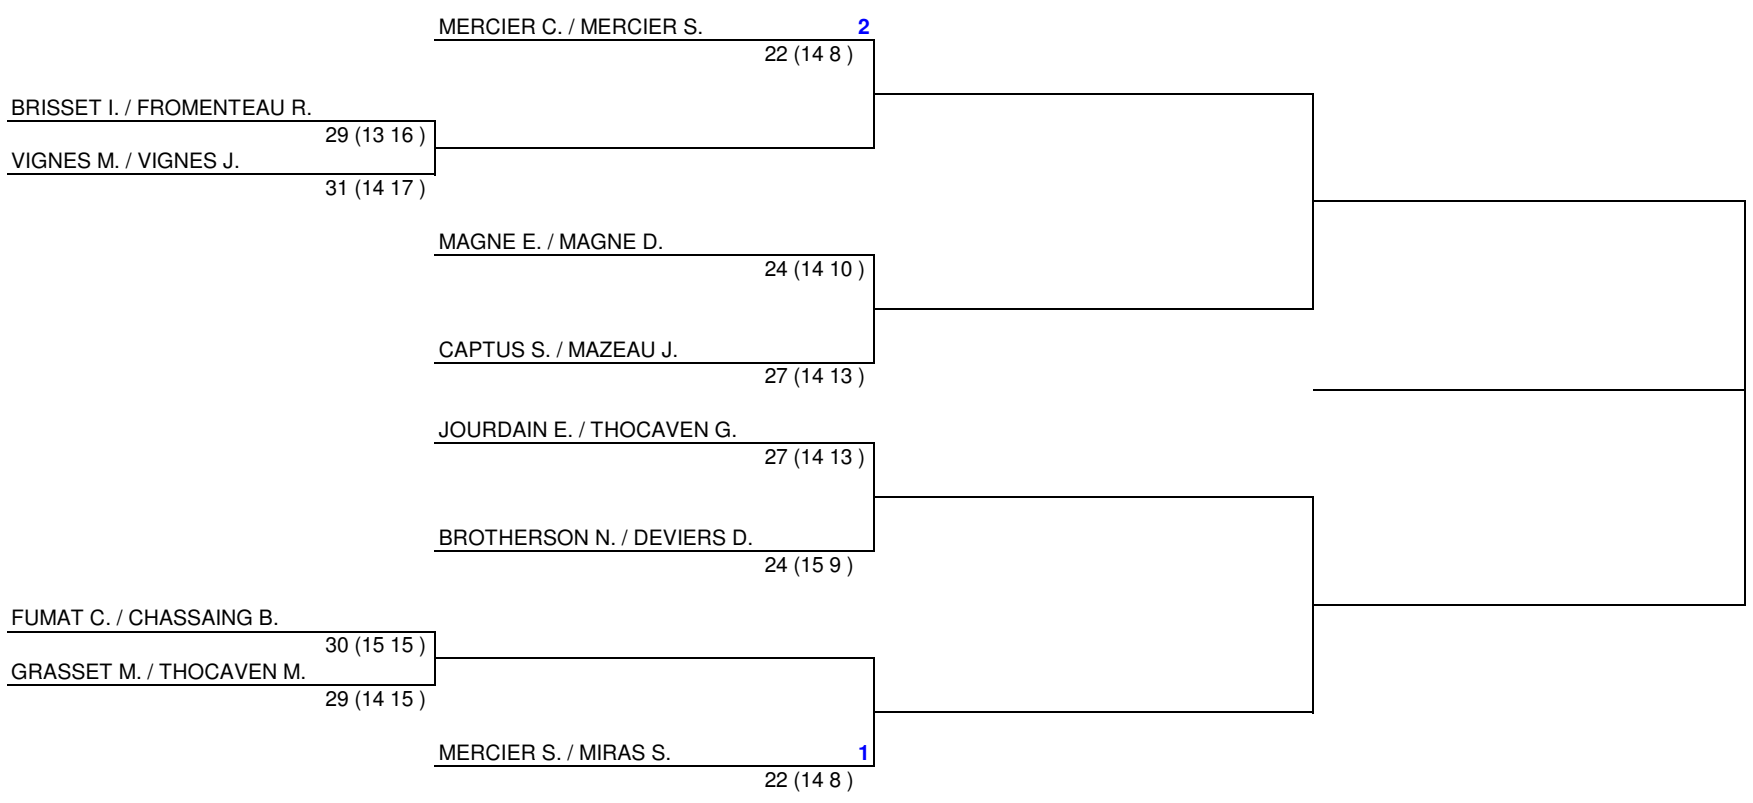 MERCIER C. / MERCIER S. 2
22 (14 8 )
BRISSET I. / FROMENTEAU R.
29 (13 16 )
VIGNES M. / VIGNES J.
31 (14 17 )
MAGNE E. / MAGNE D.
24 (14 10 )
CAPTUS S. / MAZEAU J.
27 (14 13 )
JOURDAIN E. / THOCAVEN G.
27 (14 13 )
BROTHERSON N. / DEVIERS D.
24 (15 9 )
FUMAT C. / CHASSAING B.
30 (15 15 )
GRASSET M. / THOCAVEN M.
29 (14 15 )
MERCIER S. / MIRAS S. 1
22 (14 8 )